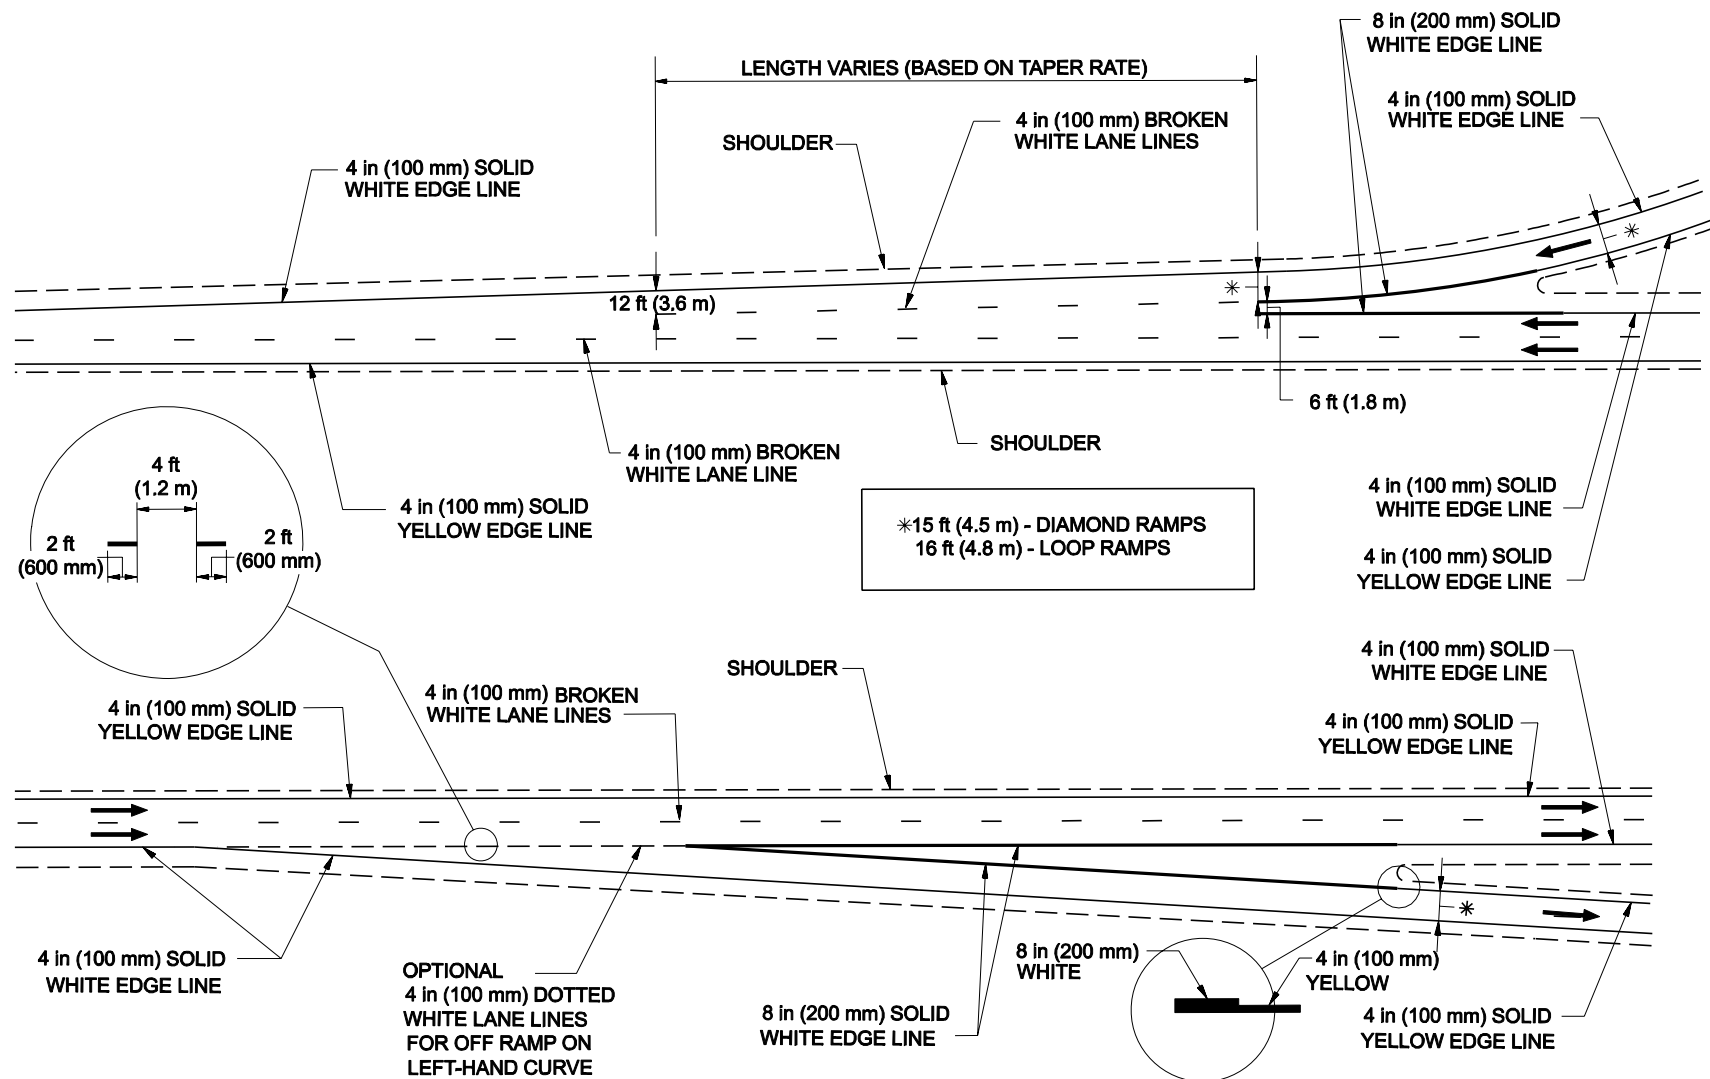 8 in (200 mm) SOLID
WHITE EDGE LINE
LENGTH VARIES (BASED ON TAPER RATE)
4 in (100 mm) SOLID
WHITE EDGE LINE
4 in (100 mm) BROKEN
WHITE LANE LINES
SHOULDER
4 in (100 mm) SOLID
WHITE EDGE LINE
12 ft (3.6 m)
6 ft (1.8 m)
SHOULDER
4 in (100 mm) BROKEN
WHITE LANE LINE
4 ft
(1.2 m)
4 in (100 mm) SOLID
YELLOW EDGE LINE
2 ft
(600 mm)
2 ft
(600 mm)
4 in (100 mm) SOLID
WHITE EDGE LINE
✳15 ft (4.5 m) - DIAMOND RAMPS
16 ft (4.8 m) - LOOP RAMPS
4 in (100 mm) SOLID
YELLOW EDGE LINE
4 in (100 mm) SOLID
WHITE EDGE LINE
SHOULDER
4 in (100 mm) BROKEN
WHITE LANE LINES
4 in (100 mm) SOLID
YELLOW EDGE LINE
4 in (100 mm) SOLID
YELLOW EDGE LINE
4 in (100 mm) SOLID
WHITE EDGE LINE
OPTIONAL
4 in (100 mm) DOTTED
WHITE LANE LINES
FOR OFF RAMP ON
LEFT-HAND CURVE
8 in (200 mm) SOLID
WHITE EDGE LINE
8 in (200 mm)
WHITE
4 in (100 mm)
YELLOW
4 in (100 mm) SOLID
YELLOW EDGE LINE